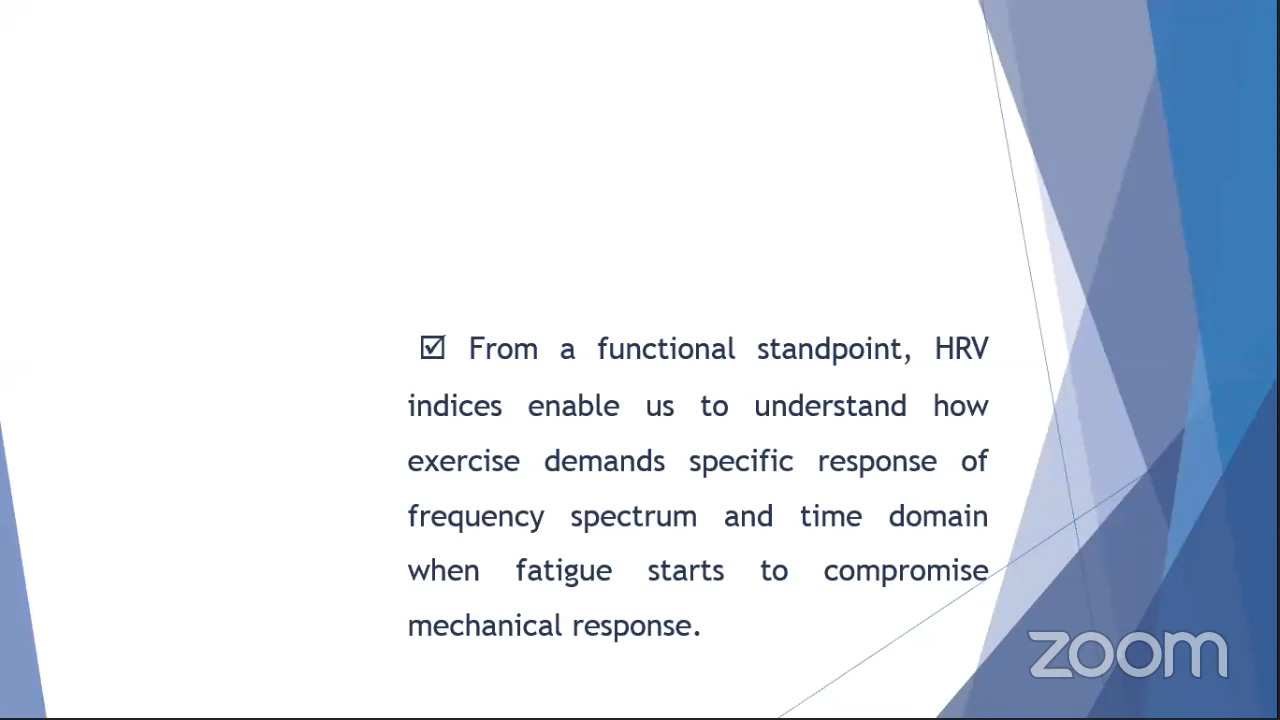 ☑ From a functional standpoint, HRV
indices enable us to understand how
exercise demands specific response of
frequency spectrum and time domain
when fatigue starts to compromise
mechanical response.
zoom